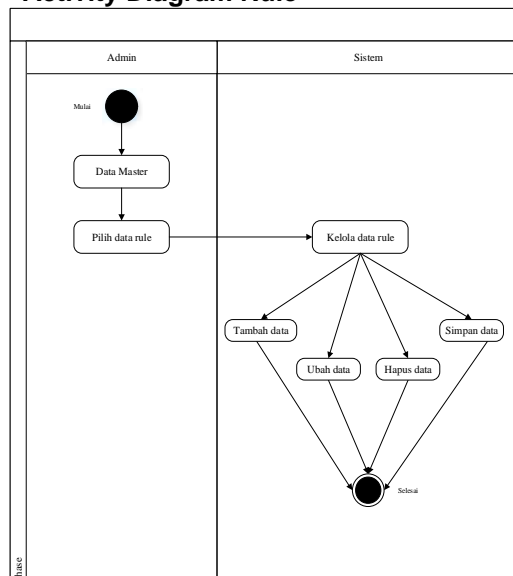 Activity Diagram Rule
Admin
Sistem
Mulai
Data Master
Pilih data rule
Kelola data rule
Tambah data
Simpan data
Ubah data
Hapus data
Selesai
hase